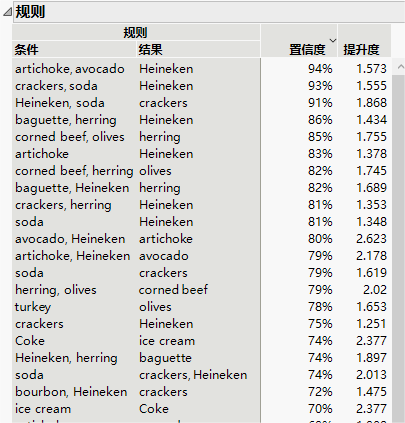 规则
规则
条件 结果 置信度 提升度
artichoke, avocado Heineken 94% 1.573
crackers, soda Heineken 93% 1.555
Heineken, soda crackers 91% 1.868
baguette, herring Heineken 86% 1.434
corned beef, olives herring 85% 1.755
artichoke Heineken 83% 1.378
corned beef, herring olives 82% 1.745
baguette, Heineken herring 82% 1.689
crackers, herring Heineken 81% 1.353
soda Heineken 81% 1.348
avocado, Heineken artichoke 80% 2.623
artichoke, Heineken avocado 79% 2.178
soda crackers 79% 1.619
herring, olives corned beef 79% 2.02
turkey olives 78% 1.653
crackers Heineken 75% 1.251
Coke ice cream 74% 2.377
Heineken, herring baguette 74% 1.897
soda crackers, Heineken 74% 2.013
bourbon, Heineken crackers 72% 1.475
ice cream Coke 70% 2.377